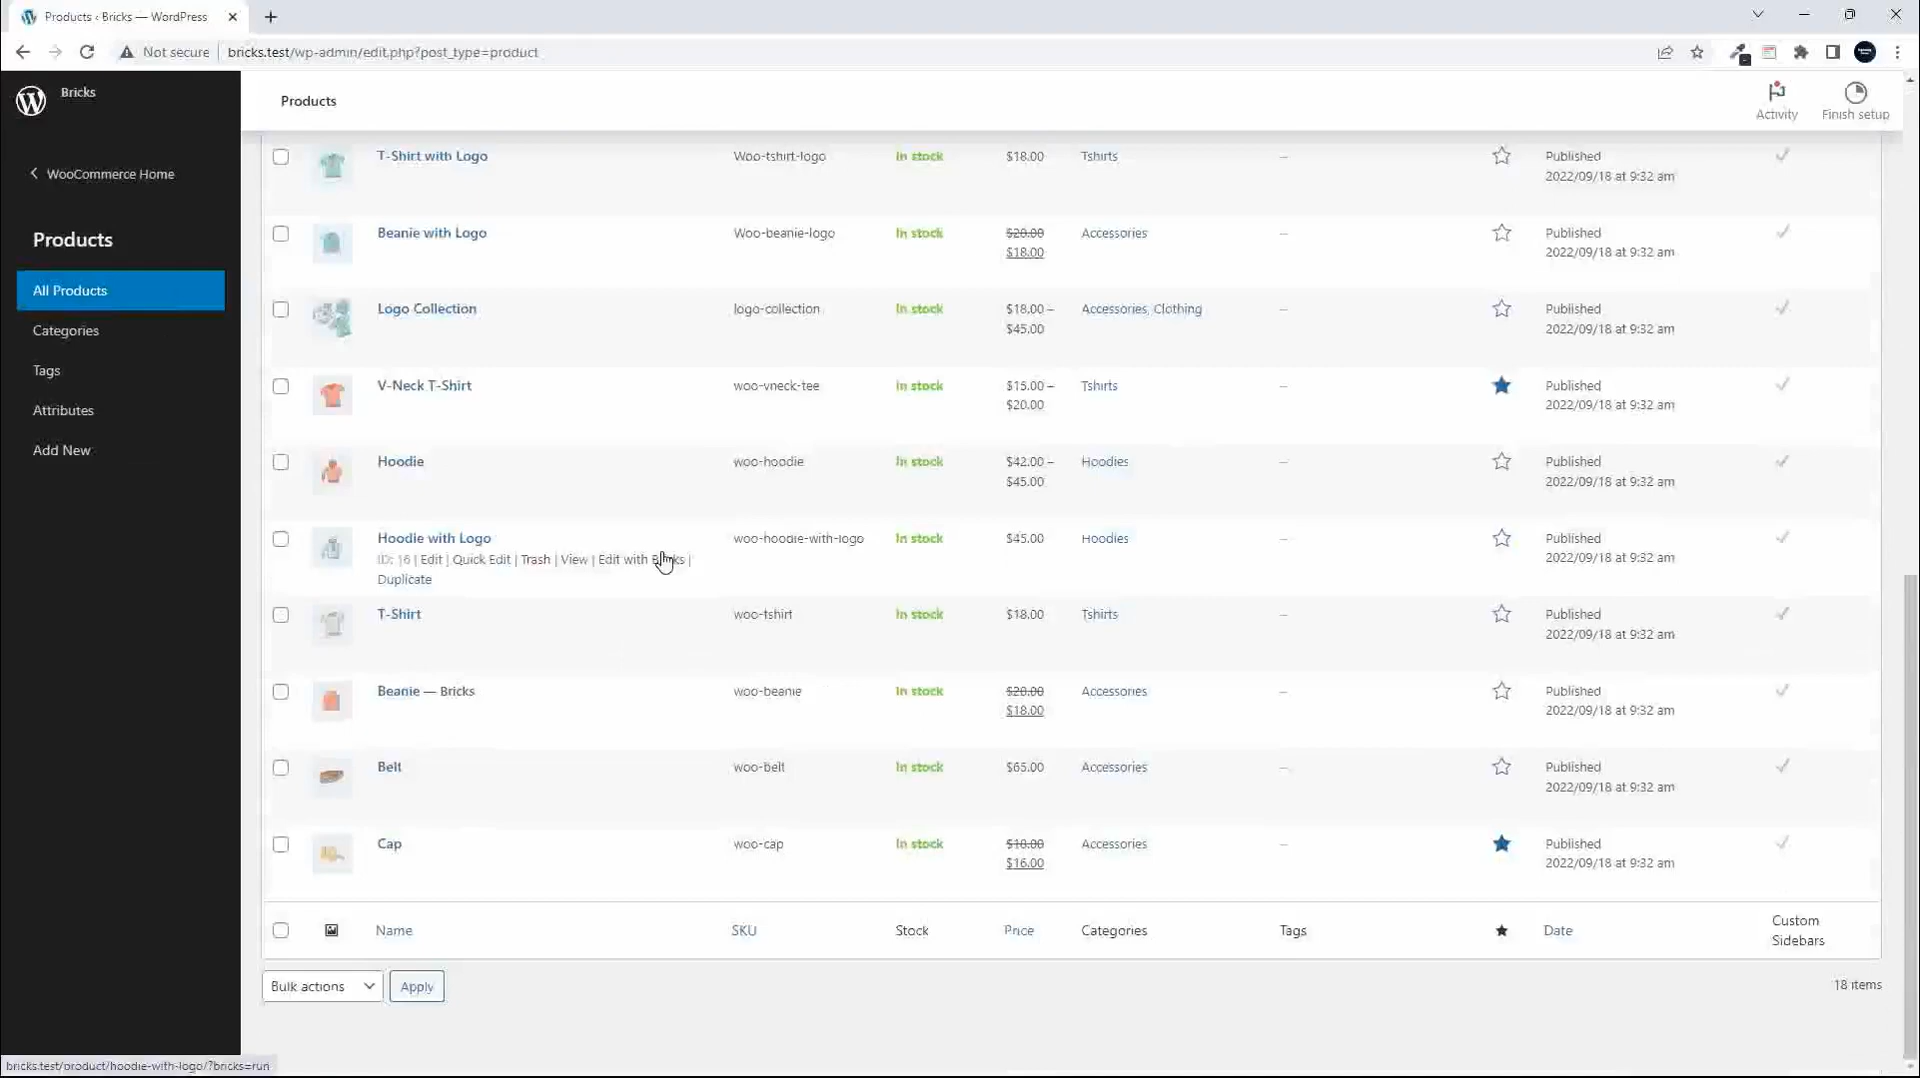 Products ‹ Bricks — WordPress
Not secure bricks.test/wp-admin/edit.php?post_type=product
Bricks
WooCommerce Home
Products
All Products
Categories
Tags
Attributes
Add New
Products
Activity
Finish setup
T-Shirt with Logo Woo-tshirt-logo In stock $18.00 Tshirts – Published
2022/09/18 at 9:32 am
Beanie with Logo Woo-beanie-logo In stock $20.00 Accessories – Published
$18.00 2022/09/18 at 9:32 am
Logo Collection logo-collection In stock $18.00 – Accessories, Clothing – Published
$45.00 2022/09/18 at 9:32 am
V-Neck T-Shirt woo-vneck-tee In stock $15.00 – Tshirts – Published
$20.00 2022/09/18 at 9:32 am
Hoodie woo-hoodie In stock $42.00 – Hoodies – Published
$45.00 2022/09/18 at 9:32 am
Hoodie with Logo woo-hoodie-with-logo In stock $45.00 Hoodies – Published
ID: 16 | Edit | Quick Edit | Trash | View | Edit with Bricks | 2022/09/18 at 9:32 am
Duplicate
T-Shirt woo-tshirt In stock $18.00 Tshirts – Published
2022/09/18 at 9:32 am
Beanie — Bricks woo-beanie In stock $20.00 Accessories – Published
$18.00 2022/09/18 at 9:32 am
Belt woo-belt In stock $65.00 Accessories – Published
2022/09/18 at 9:32 am
Cap woo-cap In stock $18.00 Accessories – Published
$16.00 2022/09/18 at 9:32 am
Name SKU Stock Price Categories Tags Date Custom
Sidebars
Bulk actions Apply 18 items
bricks.test/product/hoodie-with-logo/?bricks=run